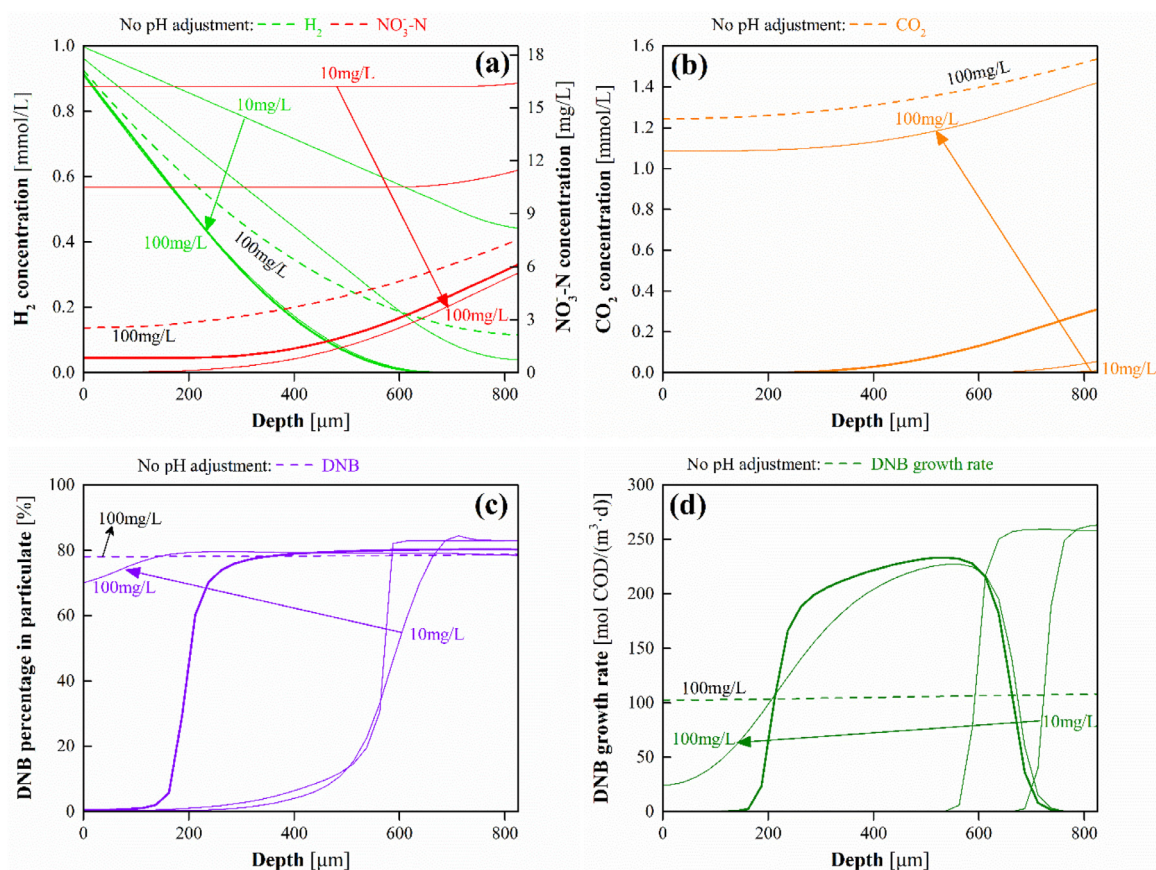 No pH adjustment: H₂ NO₃⁻-N
(a)
H₂ concentration [mmol/L]
1.0
0.8
0.6
0.4
0.2
0.0
18
15
12
9
6
3
0
NO₃⁻-N concentration [mg/L]
10mg/L
10mg/L
100mg/L
100mg/L
100mg/L
100mg/L
0 200 400 600 800
Depth [μm]
No pH adjustment: CO₂
(b)
CO₂ concentration [mmol/L]
1.6
1.4
1.2
1.0
0.8
0.6
0.4
0.2
0.0
100mg/L
100mg/L
10mg/L
0 200 400 600 800
Depth [μm]
No pH adjustment: DNB
(c)
DNB percentage in particulate [%]
100
80
60
40
20
0
100mg/L
100mg/L
10mg/L
0 200 400 600 800
Depth [μm]
No pH adjustment: DNB growth rate
(d)
DNB growth rate [mol COD/(m³·d)]
300
250
200
150
100
50
0
100mg/L
100mg/L
10mg/L
0 200 400 600 800
Depth [μm]